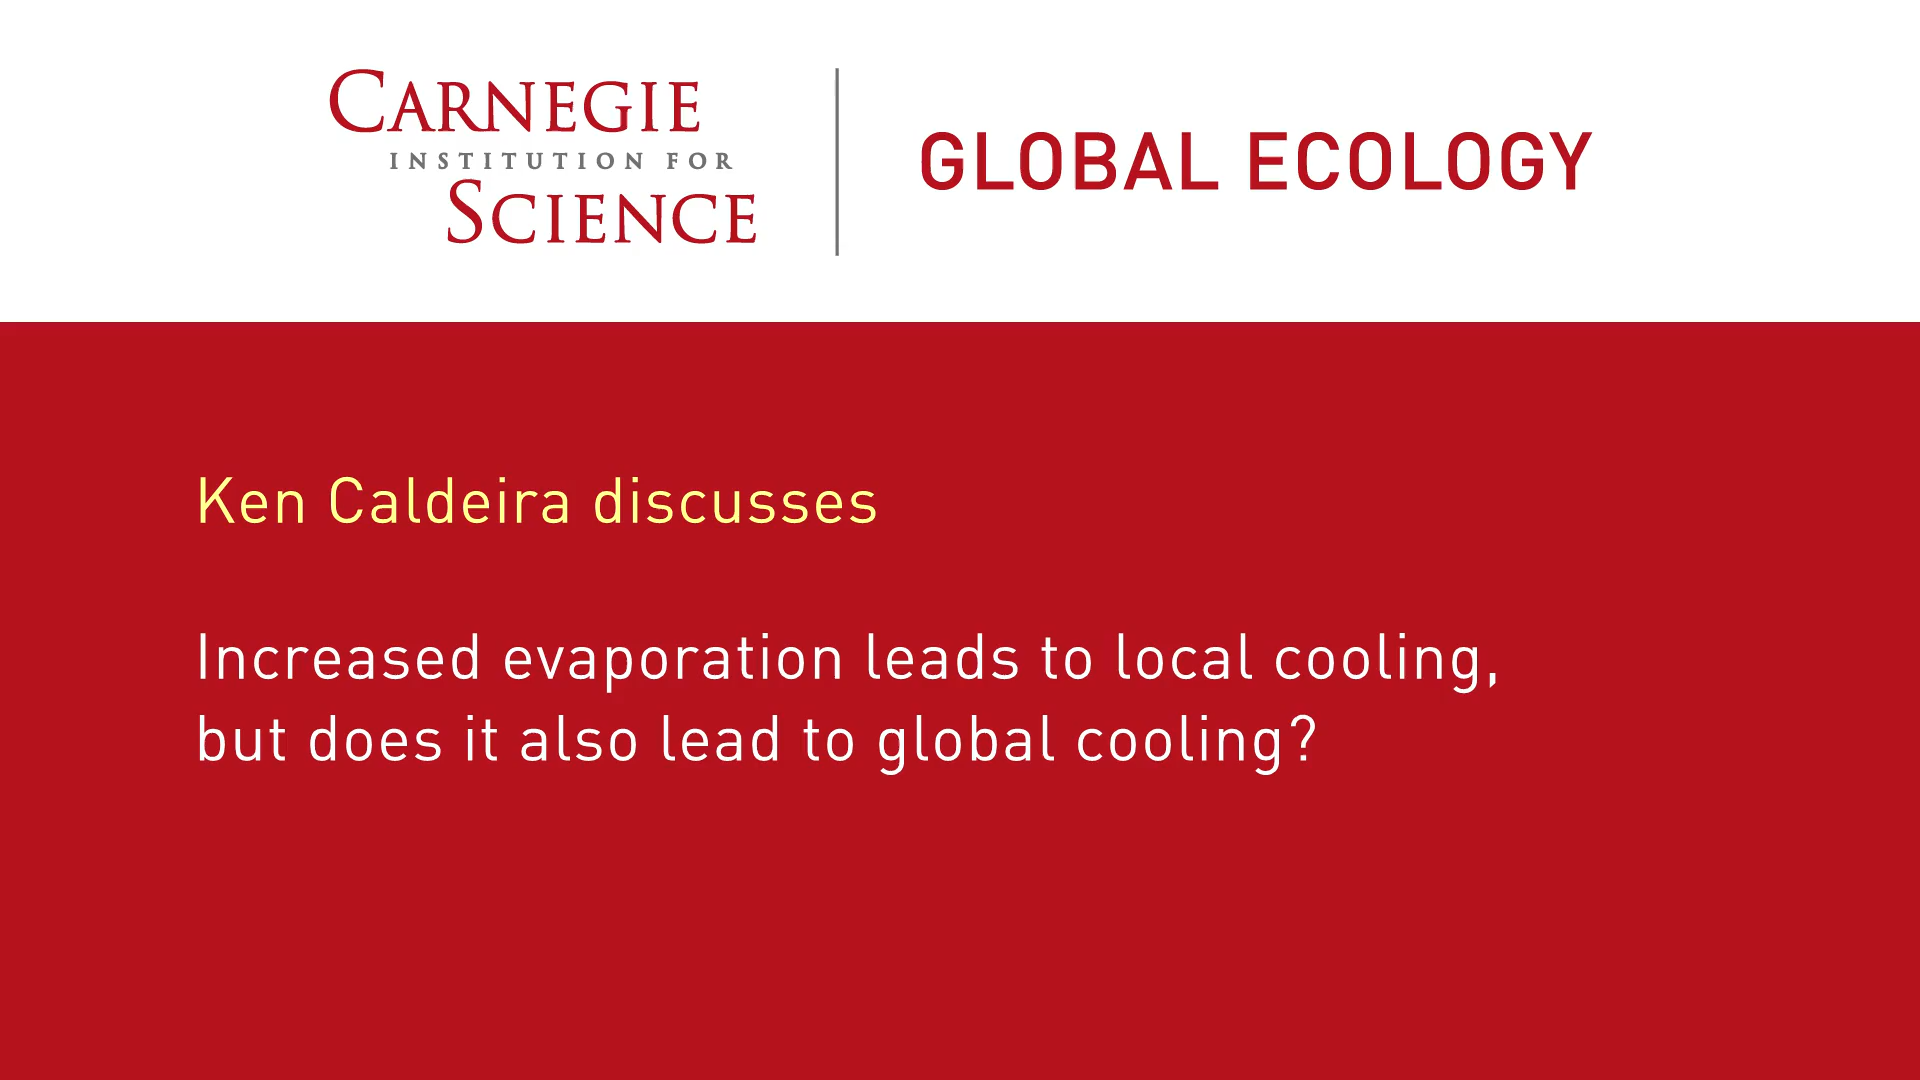 CARNEGIE
INSTITUTION FOR
SCIENCE
GLOBAL ECOLOGY
Ken Caldeira discusses
Increased evaporation leads to local cooling,
but does it also lead to global cooling?